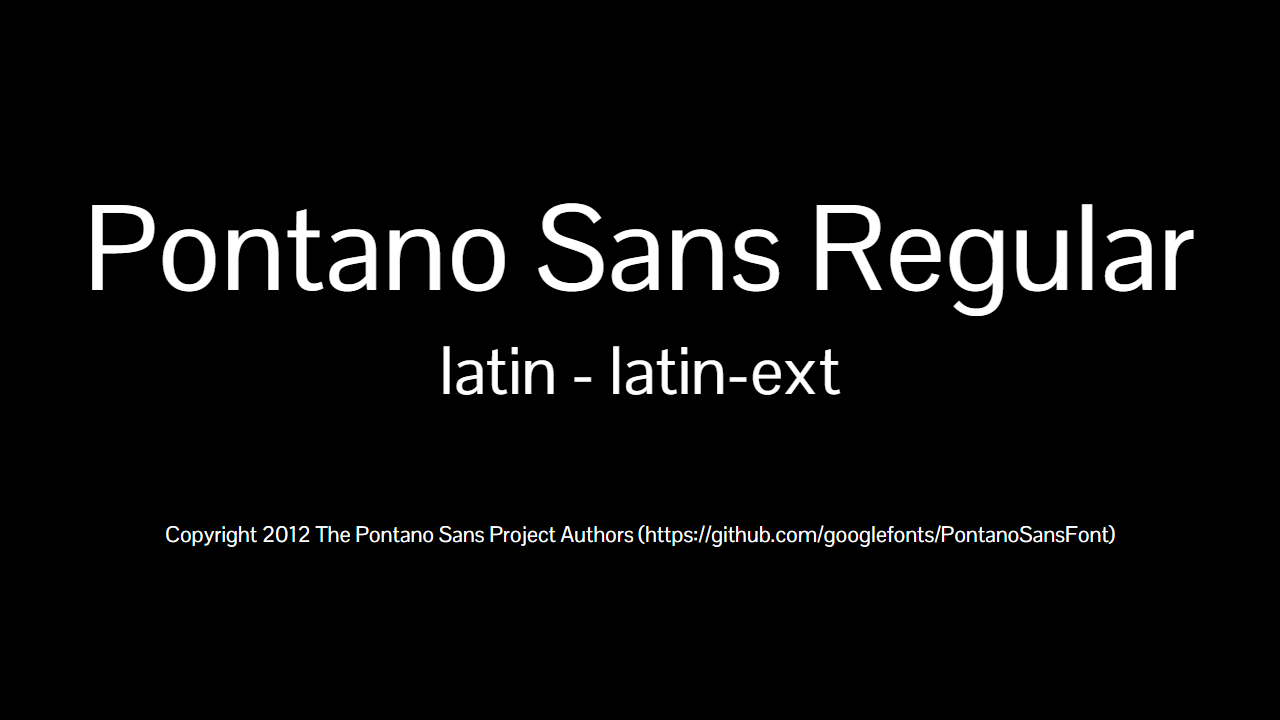 Pontano Sans Regular
latin - latin-ext
Copyright 2012 The Pontano Sans Project Authors (https://github.com/googlefonts/PontanoSansFont)